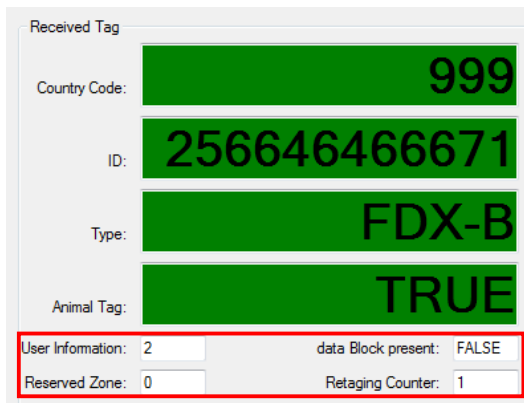 Received Tag
Country Code: 999
ID: 256646466671
Type: FDX-B
Animal Tag: TRUE
User Information: 2 data Block present: FALSE
Reserved Zone: 0 Retaging Counter: 1